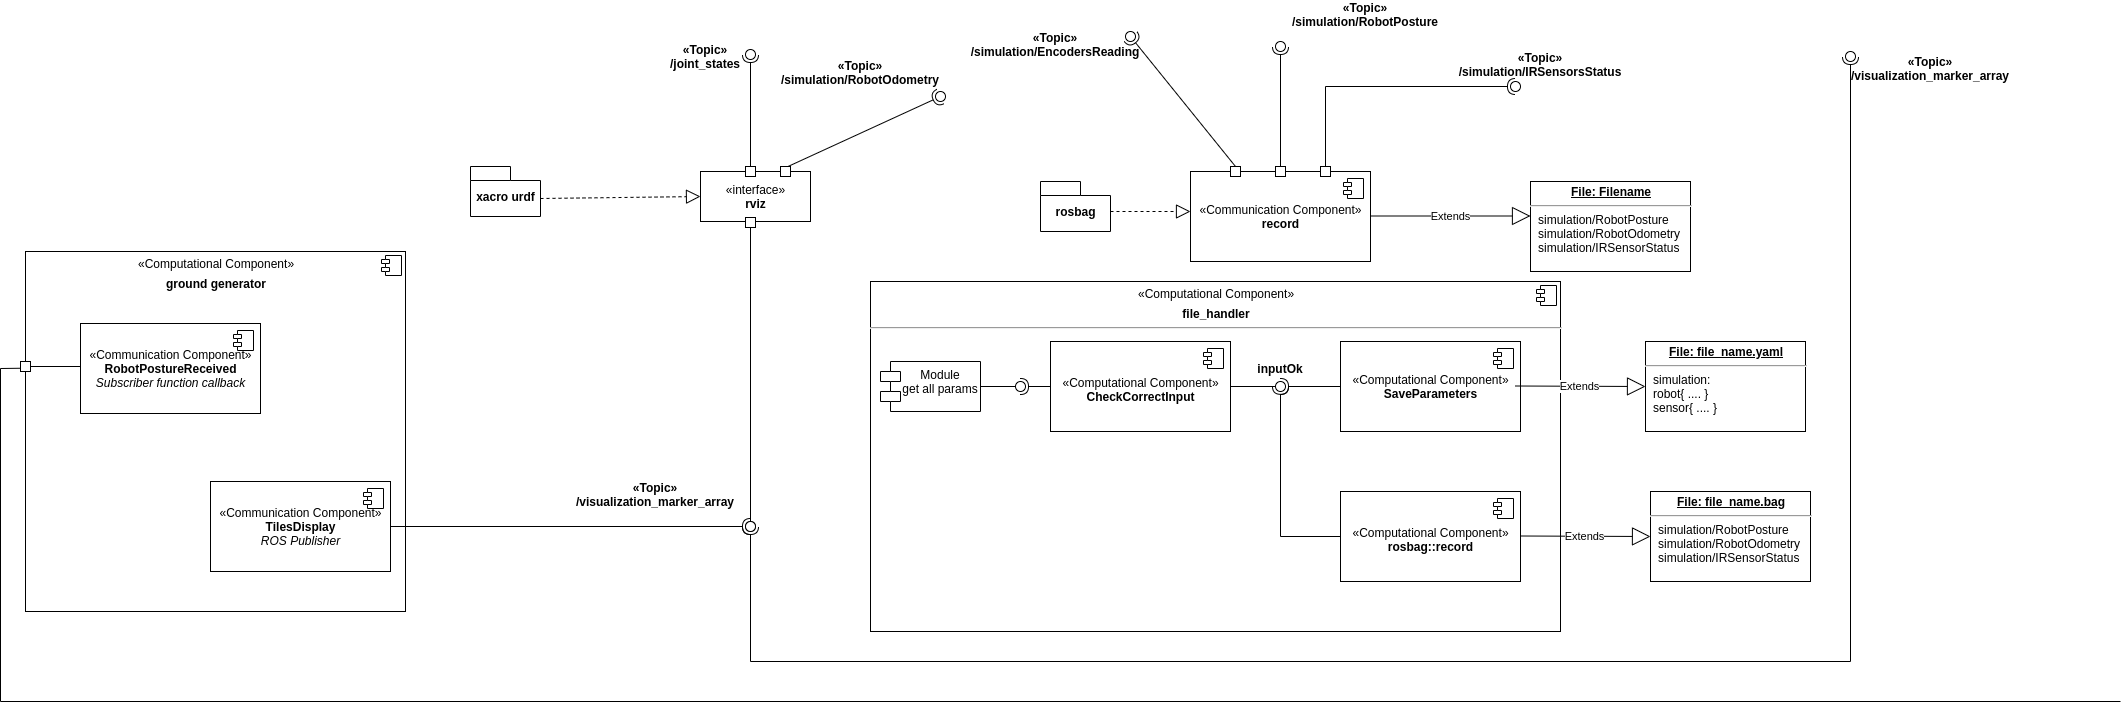 «Topic»
/simulation/RobotPosture
«Topic»
/simulation/EncodersReading
«Topic»
/joint_states
«Topic»
/simulation/RobotOdometry
«Topic»
/simulation/IRSensorsStatus
«Topic»
/visualization_marker_array
xacro urdf
«interface»
rviz
rosbag
«Communication Component»
record
Extends
File: Filename
simulation/RobotPosture
simulation/RobotOdometry
simulation/IRSensorStatus
«Computational Component»
ground generator
«Communication Component»
RobotPostureReceived
Subscriber function callback
«Communication Component»
TilesDisplay
ROS Publisher
«Topic»
/visualization_marker_array
«Computational Component»
file_handler
Module
get all params
«Computational Component»
CheckCorrectInput
inputOk
«Computational Component»
SaveParameters
Extends
File: file_name.yaml
simulation:
robot{ .... }
sensor{ .... }
«Computational Component»
rosbag::record
Extends
File: file_name.bag
simulation/RobotPosture
simulation/RobotOdometry
simulation/IRSensorStatus